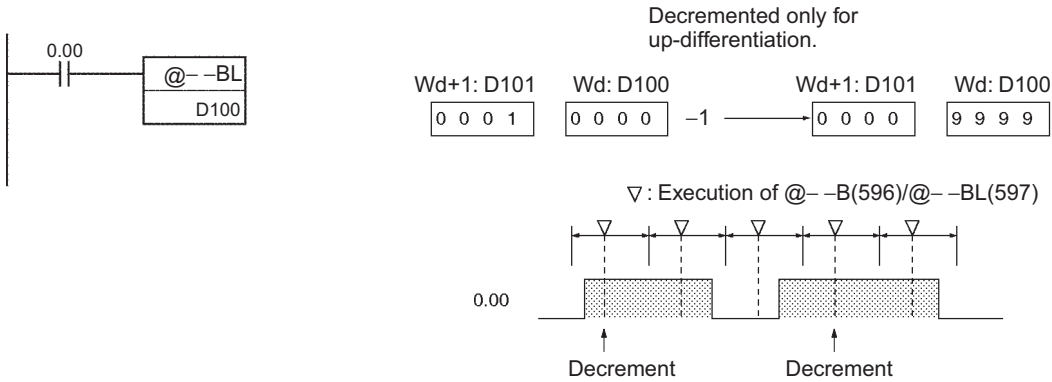 0.00
@– –BL
D100
Decremented only for
up-differentiation.
Wd+1: D101 Wd: D100 Wd+1: D101 Wd: D100
0 0 0 1 0 0 0 0 –1 0 0 0 0 9 9 9 9
▽: Execution of @– –B(596)/@– –BL(597)
0.00
Decrement Decrement